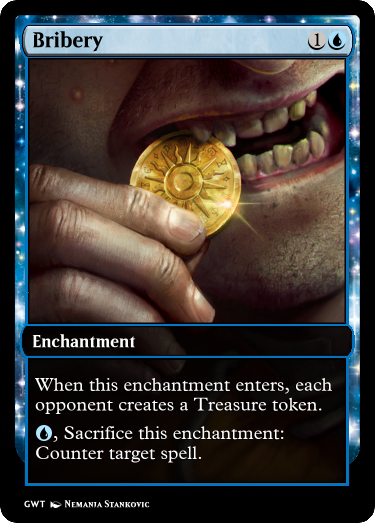 Bribery 1
Enchantment
When this enchantment enters, each
opponent creates a Treasure token.
, Sacrifice this enchantment:
Counter target spell.
GWT Nemania Stankovic